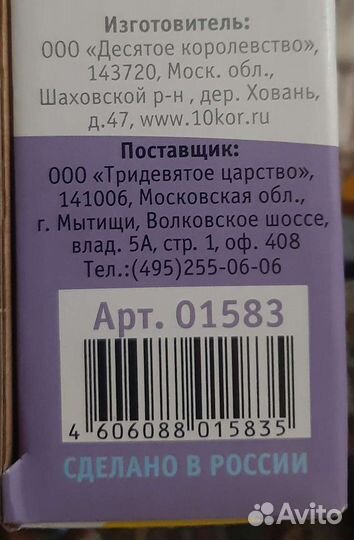 Изготовитель:
ООО «Десятое королевство»,
143720, Моск. обл.,
Шаховской р-н , дер. Ховань,
д.47, www.10kor.ru
Поставщик:
ООО «Тридевятое царство»,
141006, Московская обл.,
г. Мытищи, Волковское шоссе,
влад. 5А, стр. 1, оф. 408
Тел.:(495)255-06-06
Арт. 01583
4 606088 015835
СДЕЛАНО В РОССИИ
Avito